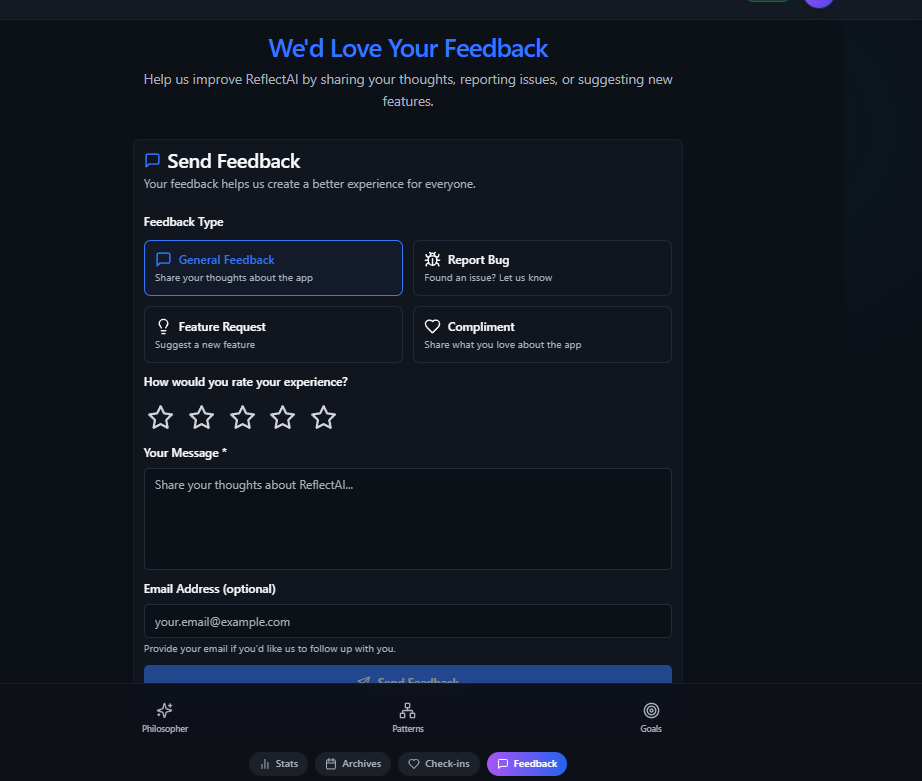 We'd Love Your Feedback
Help us improve ReflectAI by sharing your thoughts, reporting issues, or suggesting new
features.
Send Feedback
Your feedback helps us create a better experience for everyone.
Feedback Type
General Feedback
Share your thoughts about the app
Report Bug
Found an issue? Let us know
Feature Request
Suggest a new feature
Compliment
Share what you love about the app
How would you rate your experience?
Your Message *
Share your thoughts about ReflectAI...
Email Address (optional)
your.email@example.com
Provide your email if you'd like us to follow up with you.
Send Feedback
Philosopher
Patterns
Goals
Stats
Archives
Check-ins
Feedback